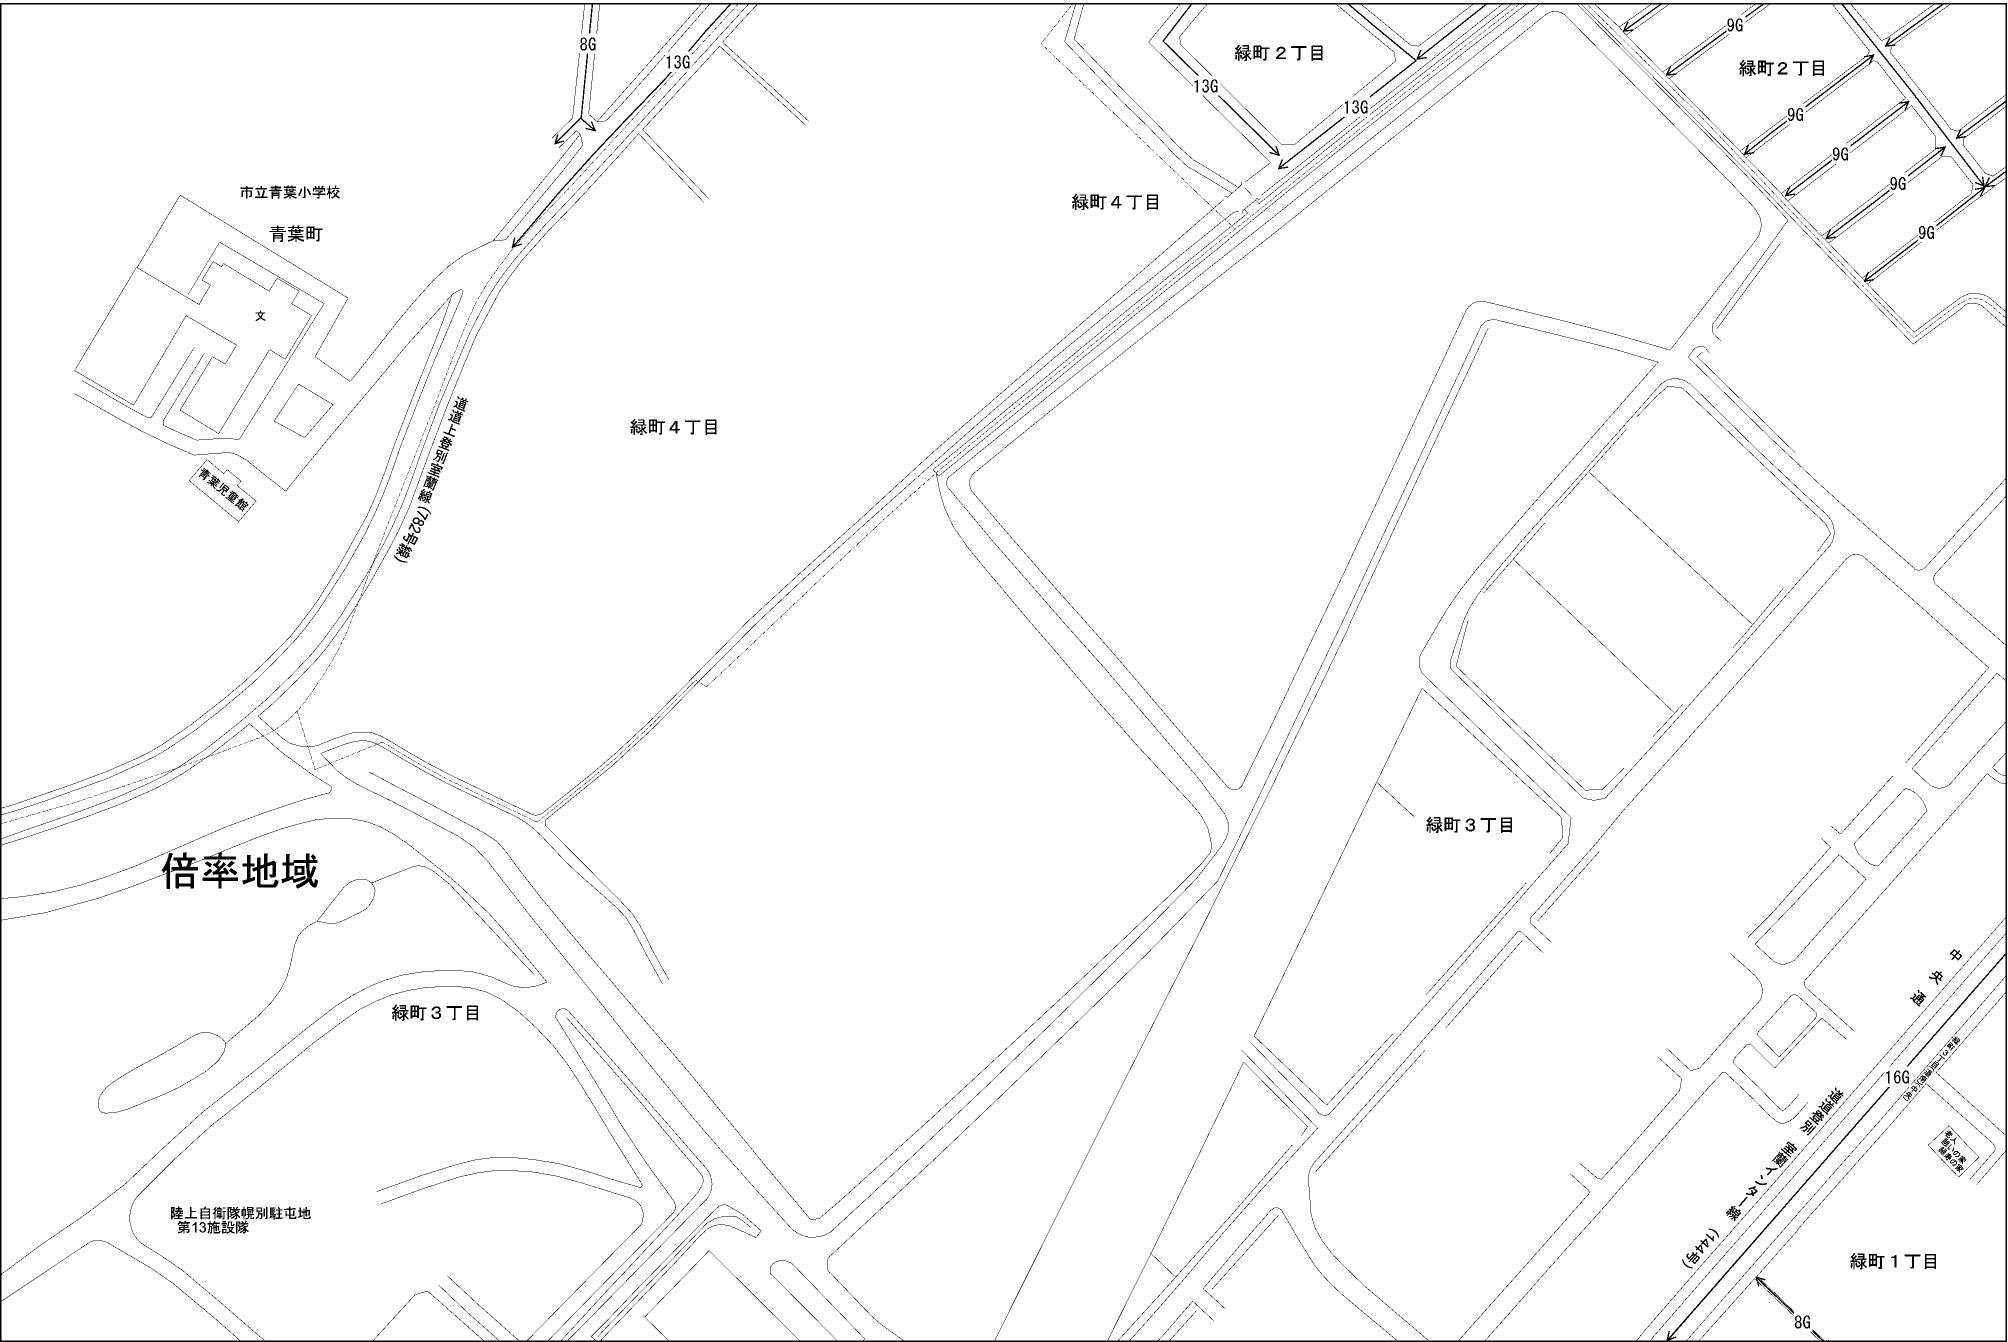 8G
13G
緑町２丁目
9G
緑町２丁目
13G
13G
9G
9G
9G
9G
市立青葉小学校
青葉町
緑町４丁目
文
緑町４丁目
道道上登別室蘭線 (782号線)
青葉児童館
緑町３丁目
倍率地域
緑町３丁目
中央通
16G
道道登別室蘭インター線 (144号)
陸上自衛隊幌別駐屯地
第13施設隊
緑町１丁目
8G